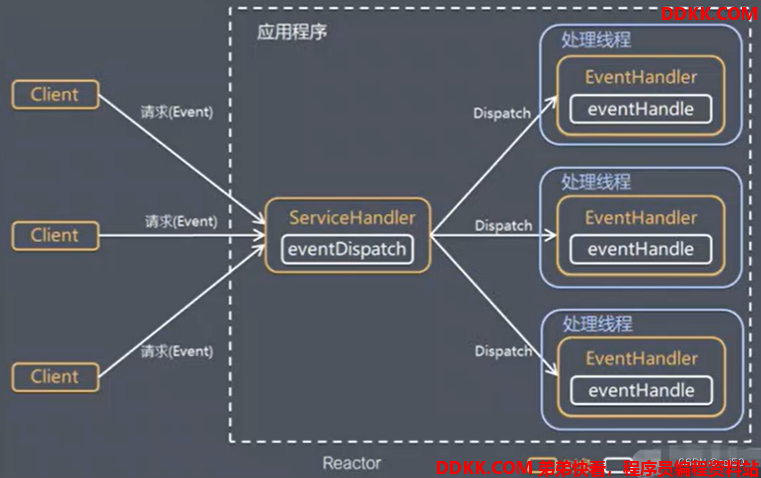 DDKK.COM
应用程序
处理线程
EventHandler
eventHandle
Client
请求(Event)
Dispatch
处理线程
EventHandler
eventHandle
Client
请求(Event)
ServiceHandler
eventDispatch
Dispatch
处理线程
EventHandler
eventHandle
Client
请求(Event)
Dispatch
Reactor
DDKK.COM 弟弟快看，程序员编程资料站